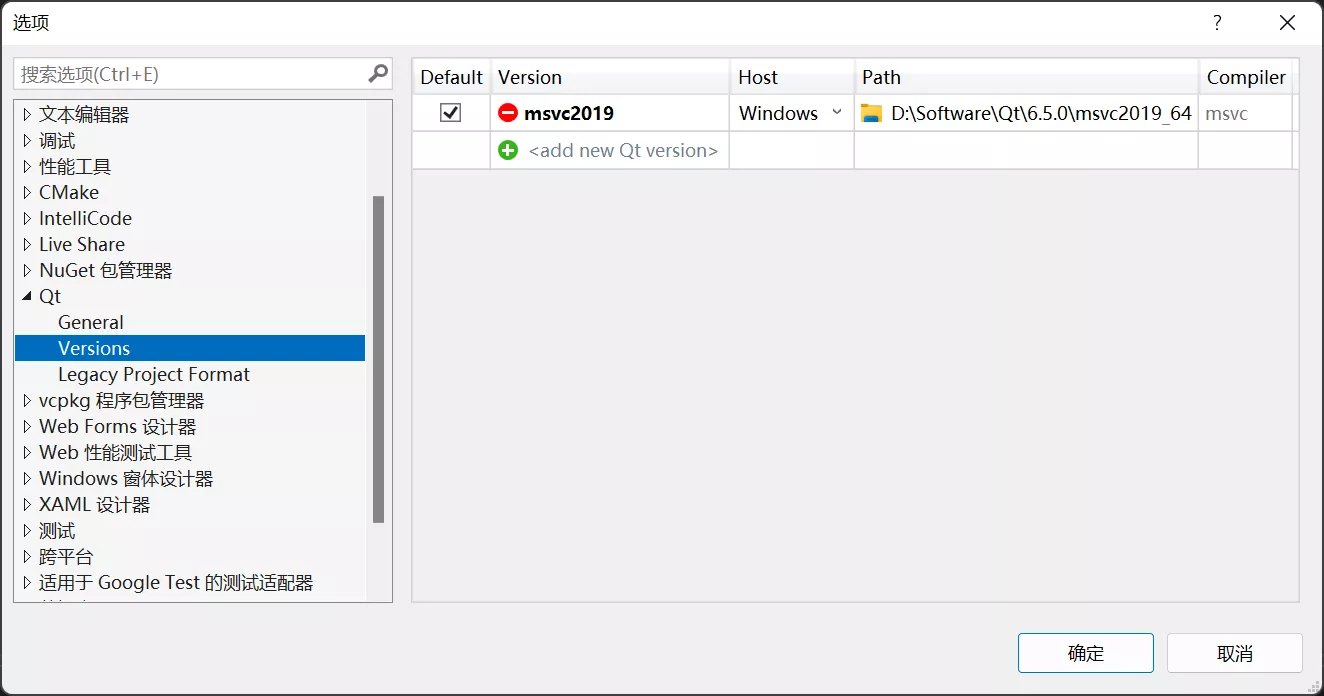 选项
?
搜索选项(Ctrl+E)
文本编辑器
调试
性能工具
CMake
IntelliCode
Live Share
NuGet 包管理器
Qt
General
Versions
Legacy Project Format
vcpkg 程序包管理器
Web Forms 设计器
Web 性能测试工具
Windows 窗体设计器
XAML 设计器
测试
跨平台
适用于 Google Test 的测试适配器
Default Version Host Path Compiler
msvc2019 Windows D:\Software\Qt\6.5.0\msvc2019_64 msvc
<add new Qt version>
确定 取消